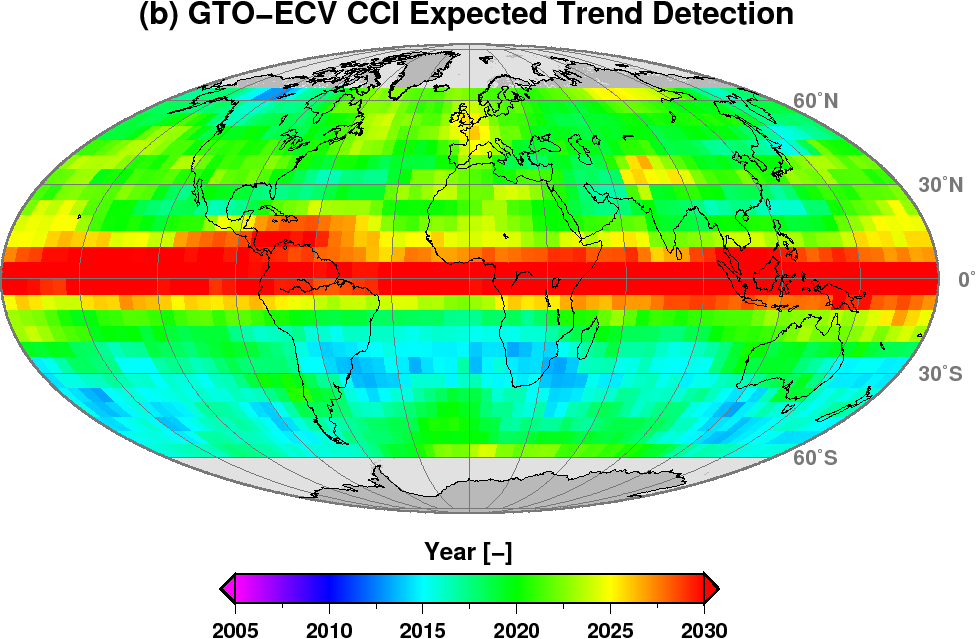 (b) GTO−ECV CCI Expected Trend Detection
60˚N
30˚N
0˚
30˚S
60˚S
Year [−]
2005 2010 2015 2020 2025 2030